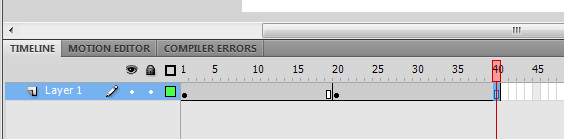 TIMELINE MOTION EDITOR COMPILER ERRORS
1 5 10 15 20 25 30 35 40 45
Layer 1